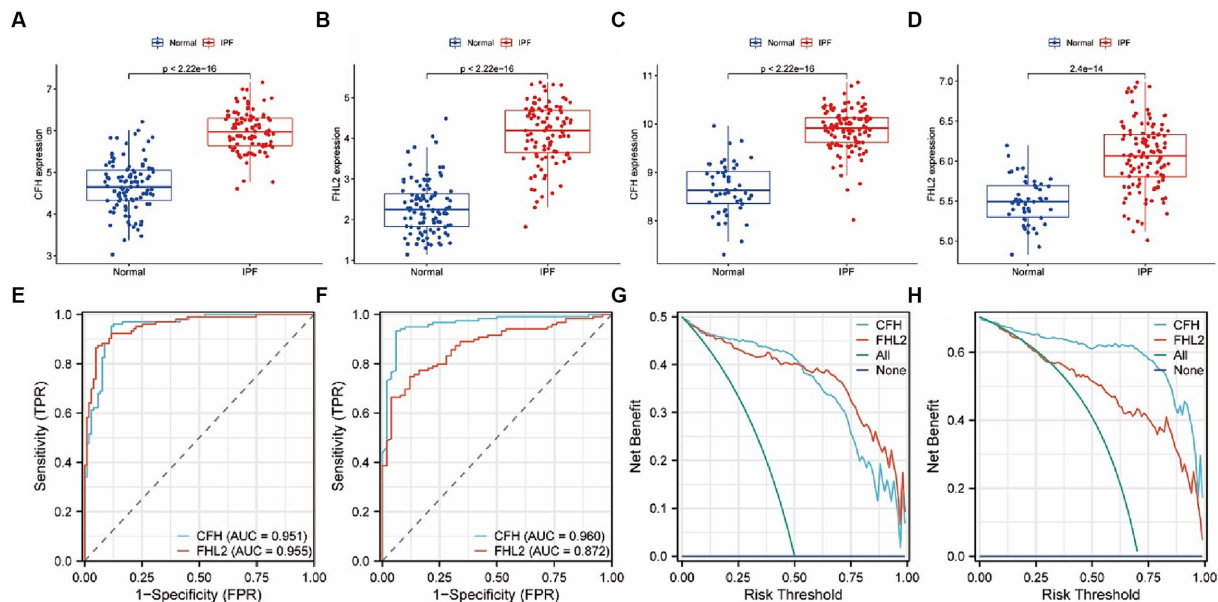 A
Normal IPF
p < 2.22e-16
CFH expression
7
6
5
4
3
Normal IPF
B
Normal IPF
p < 2.22e-16
FHL2 expression
5
4
3
2
1
Normal IPF
C
Normal IPF
p < 2.22e-16
CFH expression
11
10
9
8
Normal IPF
D
Normal IPF
2.4e-14
FHL2 expression
7.0
6.5
6.0
5.5
5.0
Normal IPF
E
Sensitivity (TPR)
1.0
0.8
0.6
0.4
0.2
0.0
CFH (AUC = 0.951)
FHL2 (AUC = 0.955)
0.00 0.25 0.50 0.75 1.00
1-Specificity (FPR)
F
Sensitivity (TPR)
1.0
0.8
0.6
0.4
0.2
0.0
CFH (AUC = 0.960)
FHL2 (AUC = 0.872)
0.00 0.25 0.50 0.75 1.00
1-Specificity (FPR)
G
Net Benefit
0.5
0.4
0.3
0.2
0.1
0.0
CFH
FHL2
All
None
0.00 0.25 0.50 0.75 1.00
Risk Threshold
H
Net Benefit
0.6
0.4
0.2
0.0
CFH
FHL2
All
None
0.00 0.25 0.50 0.75 1.00
Risk Threshold